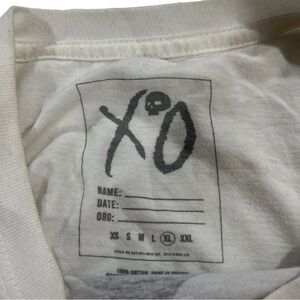 XO
NAME:
DATE:
ORG:
XS S M L XL XXL
100% COTTON